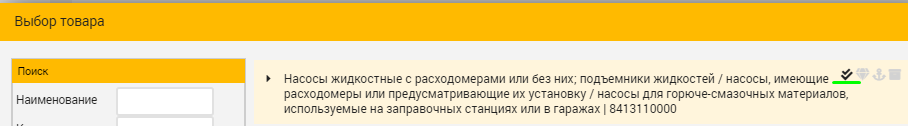 Выбор товара
Поиск
Наименование
Насосы жидкостные с расходомерами или без них; подъемники жидкостей / насосы, имеющие
расходомеры или предусматривающие их установку / насосы для горюче-смазочных материалов,
используемые на заправочных станциях или в гаражах | 8413110000